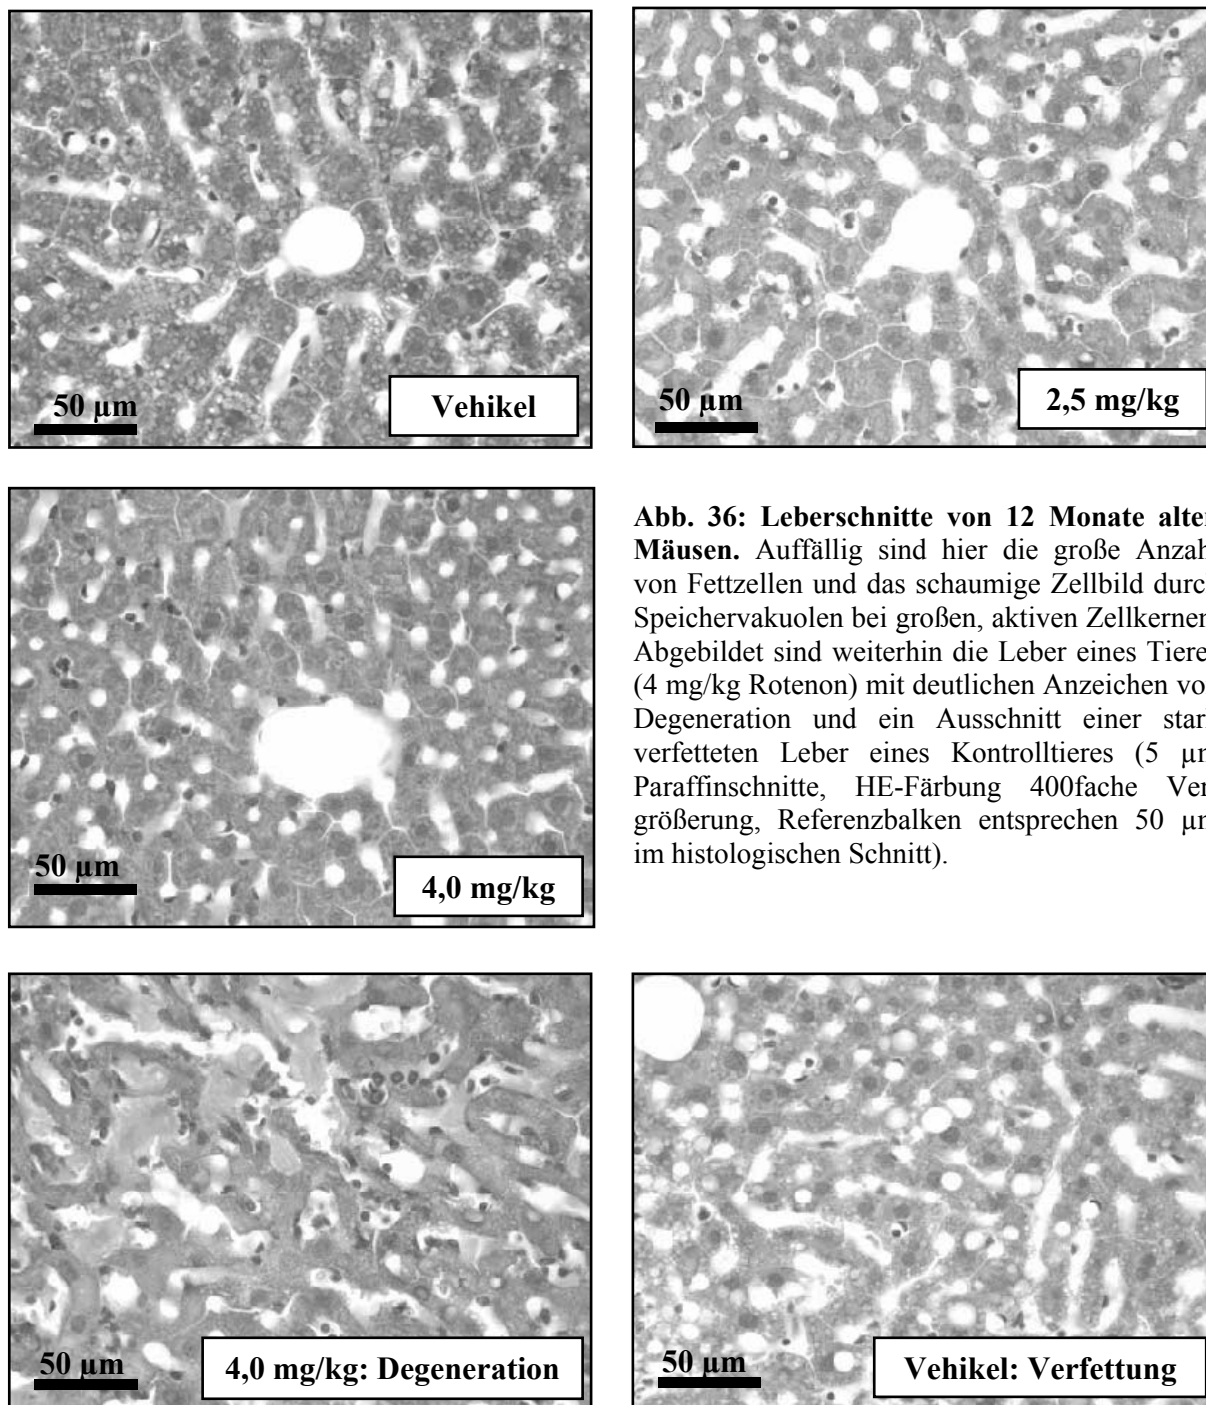 50 µm
Vehikel
50 µm
2,5 mg/kg
50 µm
4,0 mg/kg
Abb. 36: Leberschnitte von 12 Monate alte
Mäusen. Auffällig sind hier die große Anzah
von Fettzellen und das schaumige Zellbild durc
Speichervakuolen bei großen, aktiven Zellkerne
Abgebildet sind weiterhin die Leber eines Tiere
(4 mg/kg Rotenon) mit deutlichen Anzeichen vo
Degeneration und ein Ausschnitt einer star
verfetteten Leber eines Kontrolltieres (5 µ
Paraffinschnitte, HE-Färbung 400fache Ver
größerung, Referenzbalken entsprechen 50 µ
im histologischen Schnitt).
50 µm
4,0 mg/kg: Degeneration
50 µm
Vehikel: Verfettung